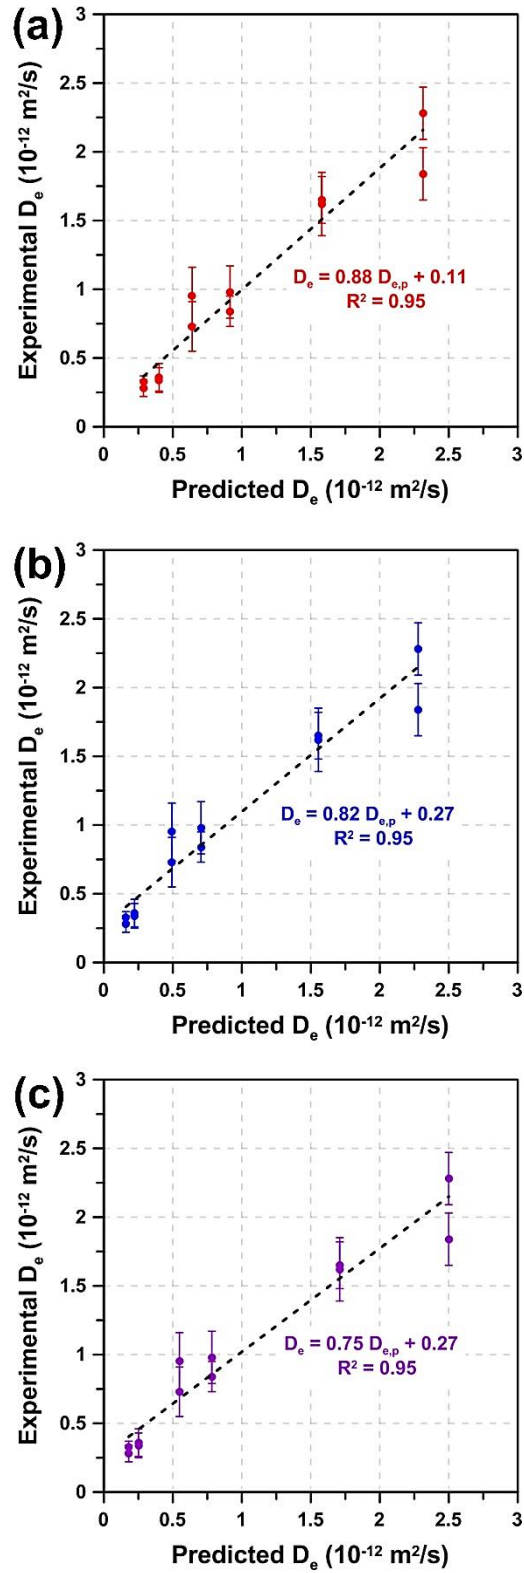 (a)
3
2.5
2
1.5
1
0.5
0
Experimental Dₑ (10⁻¹² m²/s)
Dₑ = 0.88 Dₑ,ₚ + 0.11
R² = 0.95
0 0.5 1 1.5 2 2.5 3
Predicted Dₑ (10⁻¹² m²/s)
(b)
3
2.5
2
1.5
1
0.5
0
Experimental Dₑ (10⁻¹² m²/s)
Dₑ = 0.82 Dₑ,ₚ + 0.27
R² = 0.95
0 0.5 1 1.5 2 2.5 3
Predicted Dₑ (10⁻¹² m²/s)
(c)
3
2.5
2
1.5
1
0.5
0
Experimental Dₑ (10⁻¹² m²/s)
Dₑ = 0.75 Dₑ,ₚ + 0.27
R² = 0.95
0 0.5 1 1.5 2 2.5 3
Predicted Dₑ (10⁻¹² m²/s)